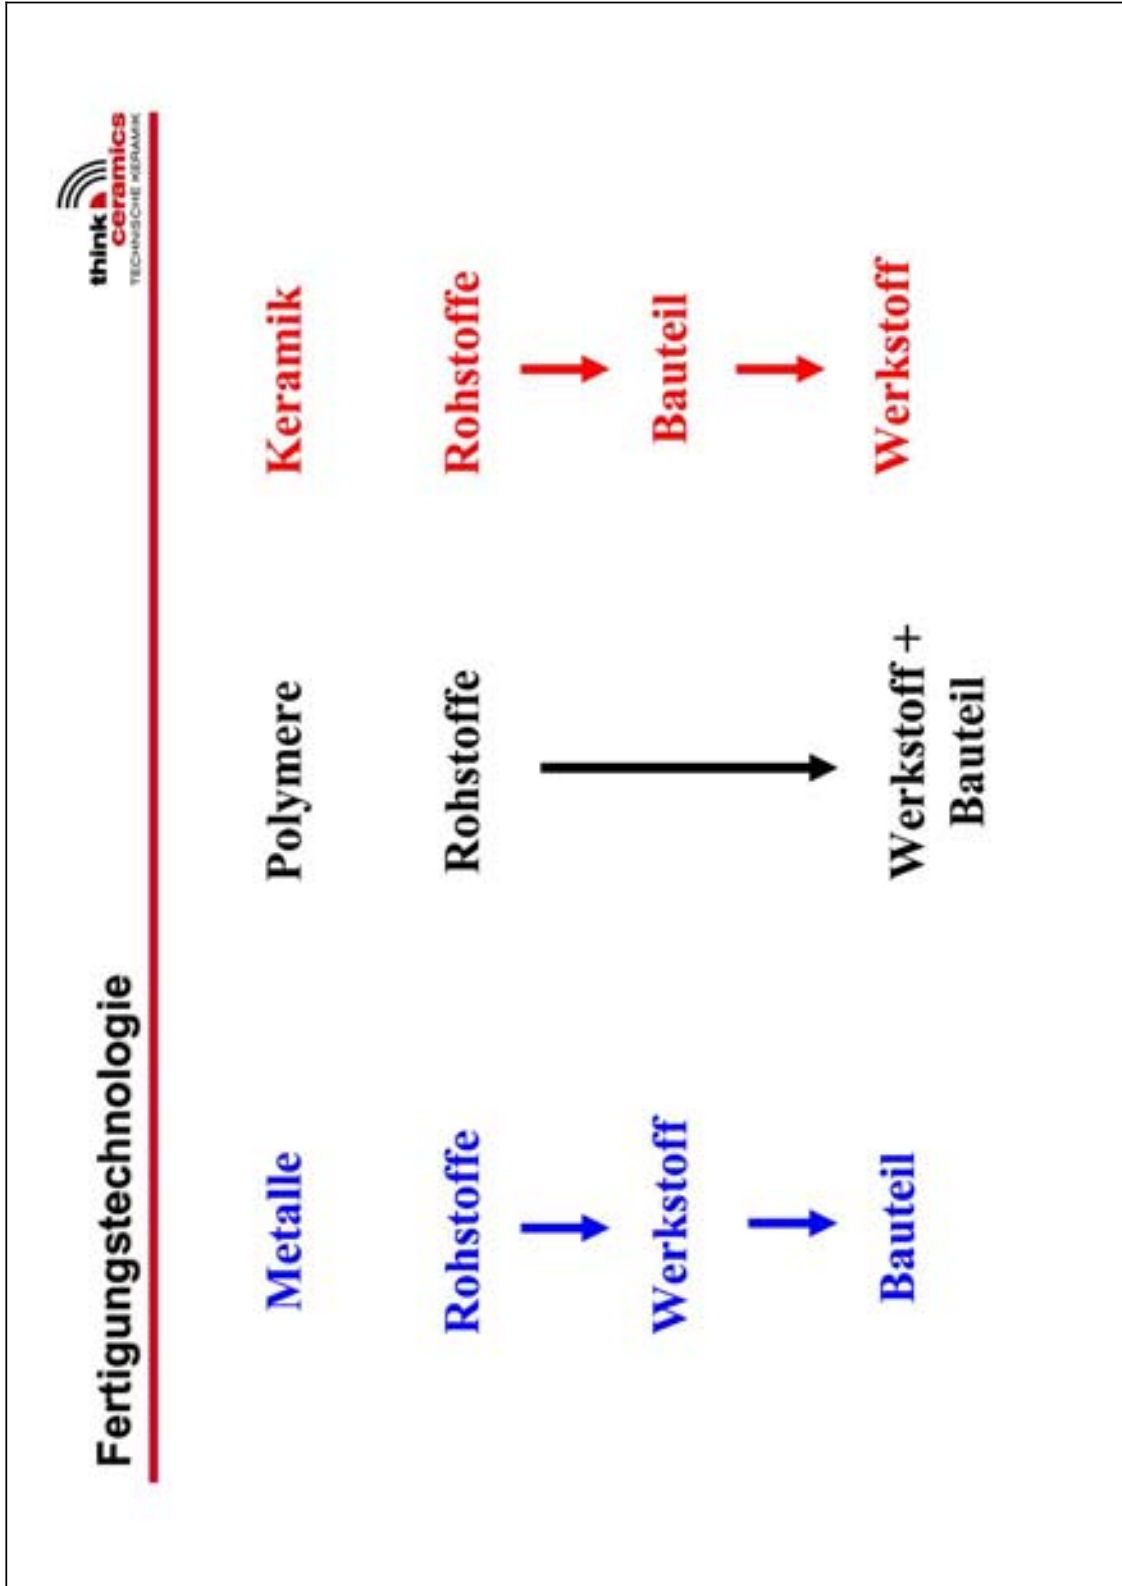 Fertigungstechnologie
think
ceramics
TECHNISCHE KERAMIK
Metalle
Polymere
Keramik
Rohstoffe
Rohstoffe
Rohstoffe
Werkstoff
Bauteil
Bauteil
Werkstoff +
Bauteil
Werkstoff